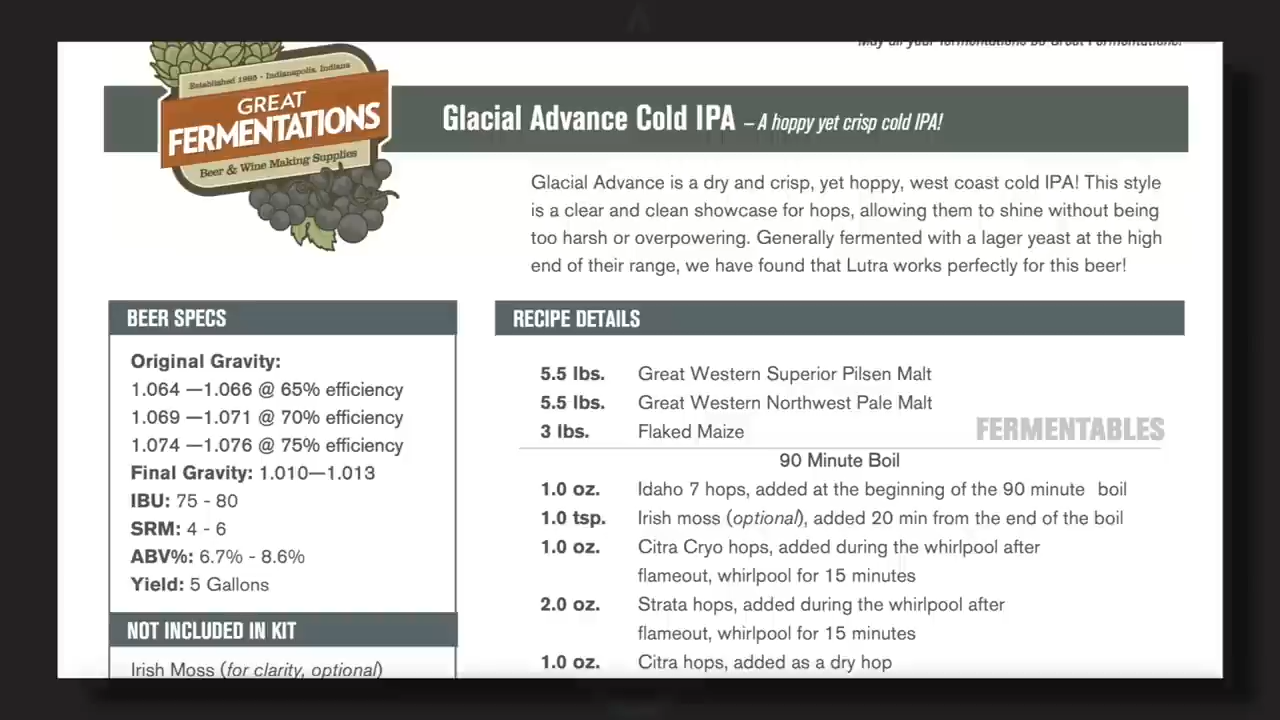 May all your fermentations be Great Fermentations!
Established 1995 • Indianapolis, Indiana
GREAT
FERMENTATIONS
Beer & Wine Making Supplies
Glacial Advance Cold IPA – A hoppy yet crisp cold IPA!
Glacial Advance is a dry and crisp, yet hoppy, west coast cold IPA! This style
is a clear and clean showcase for hops, allowing them to shine without being
too harsh or overpowering. Generally fermented with a lager yeast at the high
end of their range, we have found that Lutra works perfectly for this beer!
BEER SPECS
Original Gravity:
1.064 —1.066 @ 65% efficiency
1.069 —1.071 @ 70% efficiency
1.074 —1.076 @ 75% efficiency
Final Gravity: 1.010—1.013
IBU: 75 - 80
SRM: 4 - 6
ABV%: 6.7% - 8.6%
Yield: 5 Gallons
NOT INCLUDED IN KIT
Irish Moss (for clarity, optional)
RECIPE DETAILS
5.5 lbs. Great Western Superior Pilsen Malt
5.5 lbs. Great Western Northwest Pale Malt
3 lbs. Flaked Maize
FERMENTABLES
90 Minute Boil
1.0 oz. Idaho 7 hops, added at the beginning of the 90 minute boil
1.0 tsp. Irish moss (optional), added 20 min from the end of the boil
1.0 oz. Citra Cryo hops, added during the whirlpool after
flameout, whirlpool for 15 minutes
2.0 oz. Strata hops, added during the whirlpool after
flameout, whirlpool for 15 minutes
1.0 oz. Citra hops, added as a dry hop